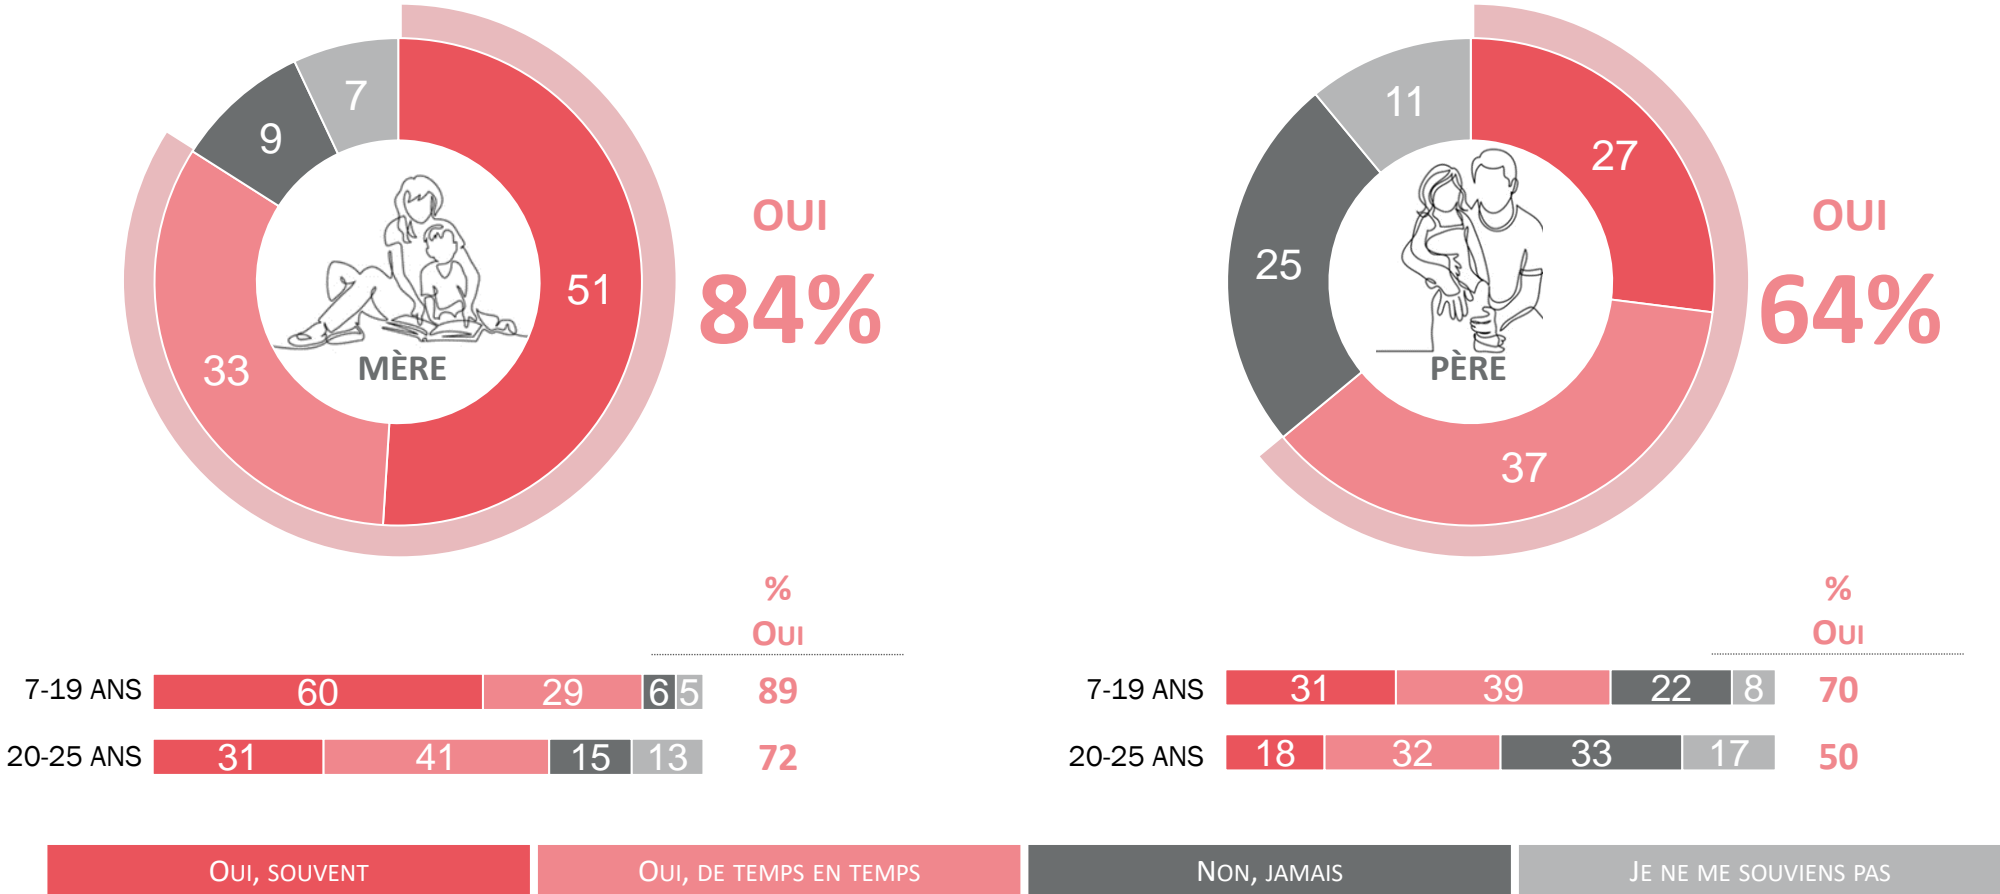 7
9
51
33
MÈRE
OUI
84%
11
27
25
37
PÈRE
OUI
64%
%
OUI
7-19 ANS 60 29 6 5 89
20-25 ANS 31 41 15 13 72
%
OUI
7-19 ANS 31 39 22 8 70
20-25 ANS 18 32 33 17 50
OUI, SOUVENT
OUI, DE TEMPS EN TEMPS
NON, JAMAIS
JE NE ME SOUVIENS PAS